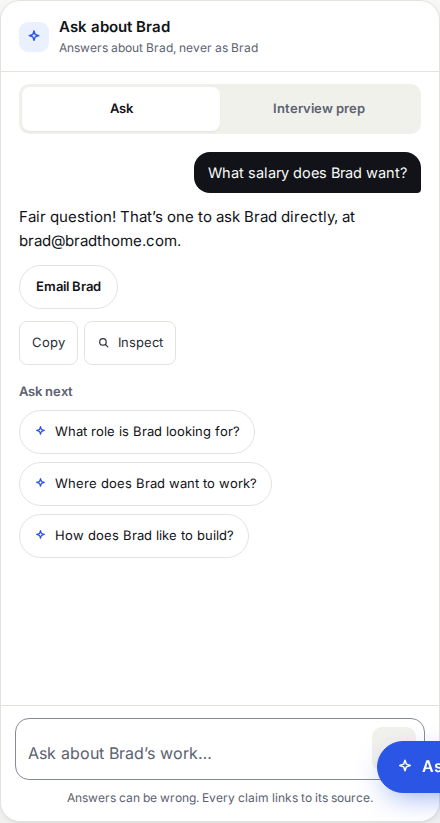 Ask about Brad
Answers about Brad, never as Brad
Ask
Interview prep
What salary does Brad want?
Fair question! That’s one to ask Brad directly, at
brad@bradthome.com.
Email Brad
Copy
Inspect
Ask next
What role is Brad looking for?
Where does Brad want to work?
How does Brad like to build?
Ask about Brad’s work…
As
Answers can be wrong. Every claim links to its source.